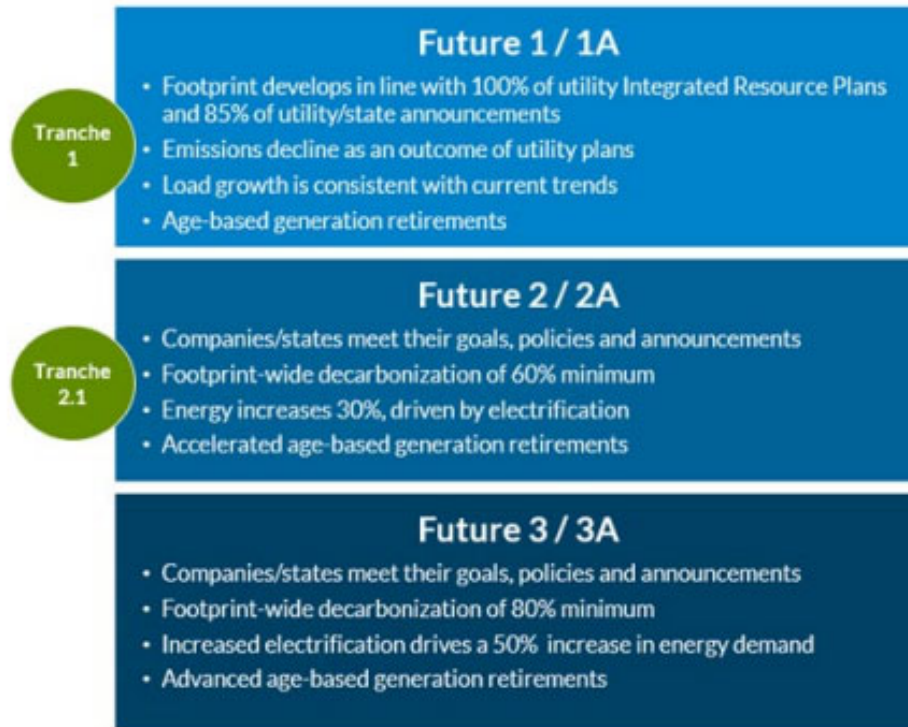 Future 1 / 1A
• Footprint develops in line with 100% of utility Integrated Resource Plans
and 85% of utility/state announcements
Tranche
1
• Emissions decline as an outcome of utility plans
• Load growth is consistent with current trends
• Age-based generation retirements
Future 2 / 2A
• Companies/states meet their goals, policies and announcements
Tranche
2.1
• Footprint-wide decarbonization of 60% minimum
• Energy increases 30%, driven by electrification
• Accelerated age-based generation retirements
Future 3 / 3A
• Companies/states meet their goals, policies and announcements
• Footprint-wide decarbonization of 80% minimum
• Increased electrification drives a 50% increase in energy demand
• Advanced age-based generation retirements